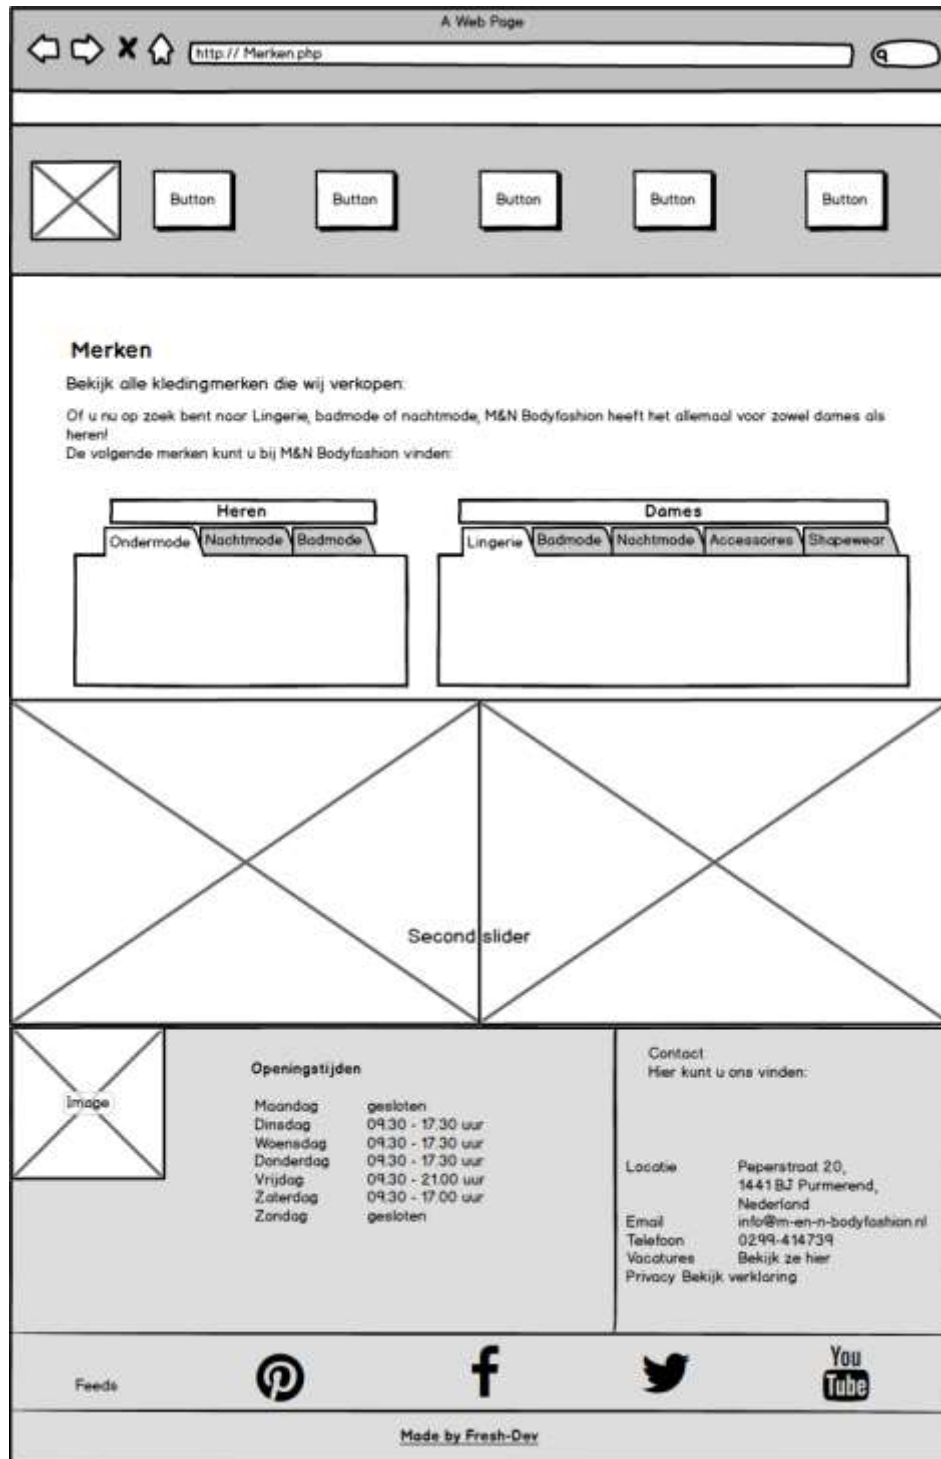 A Web Page
http:// Merken.php
Button Button Button Button Button
Merken
Bekijk alle kledingmerken die wij verkopen:
Of u nu op zoek bent naar Lingerie, badmode of nachtmode, M&N Bodyfashion heeft het allemaal voor zowel dames als
heren!
De volgende merken kunt u bij M&N Bodyfashion vinden:
Heren
Ondermode Nachtmode Badmode
Dames
Lingerie Badmode Nachtmode Accessoires Shapewear
Second slider
Image
Openingstijden
Maandag gesloten
Dinsdag 09.30 - 17.30 uur
Woensdag 09.30 - 17.30 uur
Donderdag 09.30 - 17.30 uur
Vrijdag 09.30 - 21.00 uur
Zaterdag 09.30 - 17.00 uur
Zondag gesloten
Contact
Hier kunt u ons vinden:
Locatie Peperstraat 20,
1441 BJ Purmerend,
Nederland
Email info@m-en-n-bodyfashion.nl
Telefoon 0299-414739
Vacatures Bekijk ze hier
Privacy Bekijk verklaring
Feeds
You
Tube
Made by Fresh-Dev